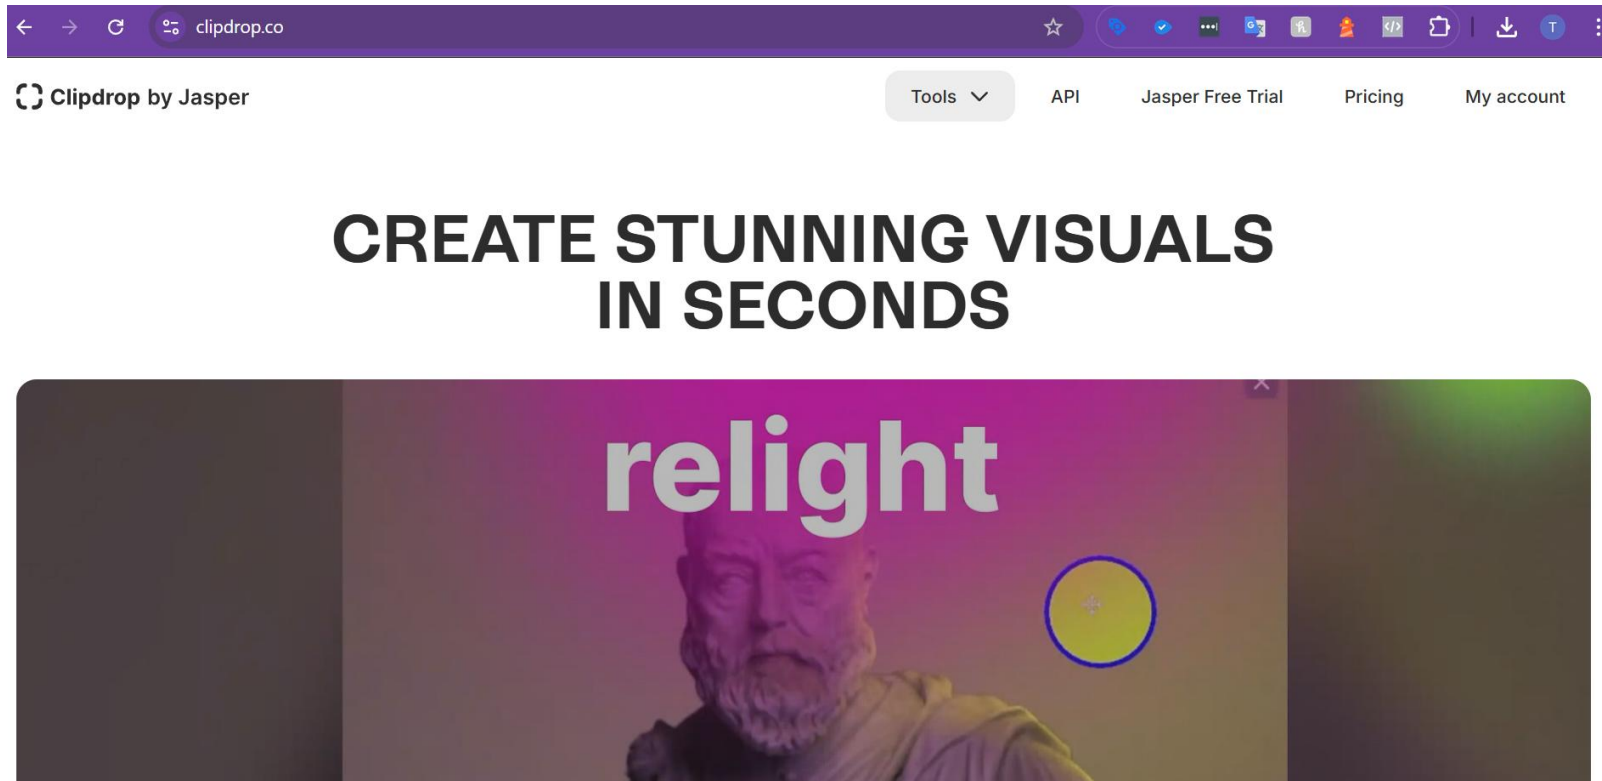 clipdrop.co
T
Clipdrop by Jasper
Tools
API
Jasper Free Trial
Pricing
My account
CREATE STUNNING VISUALS
IN SECONDS
relight